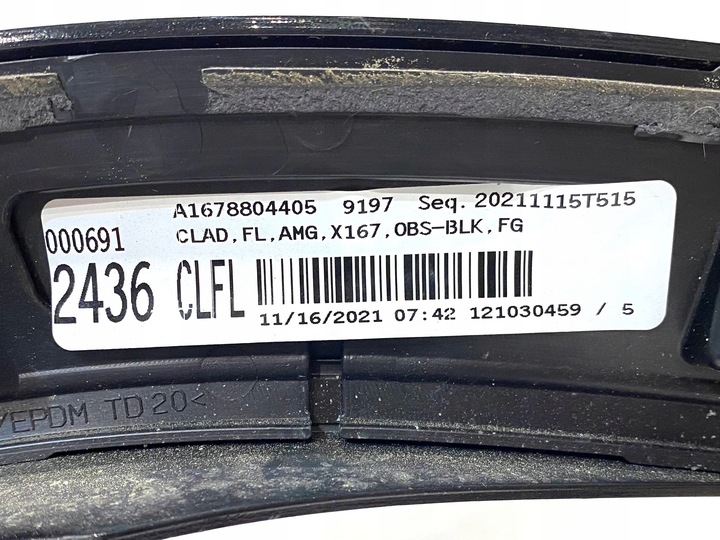 A1678804405 9197 Seq. 20211115T515
000691 CLAD,FL,AMG,X167,OBS-BLK,FG
2436 CLFL
11/16/2021 07:42 121030459 / 5
/EPDM TD20<